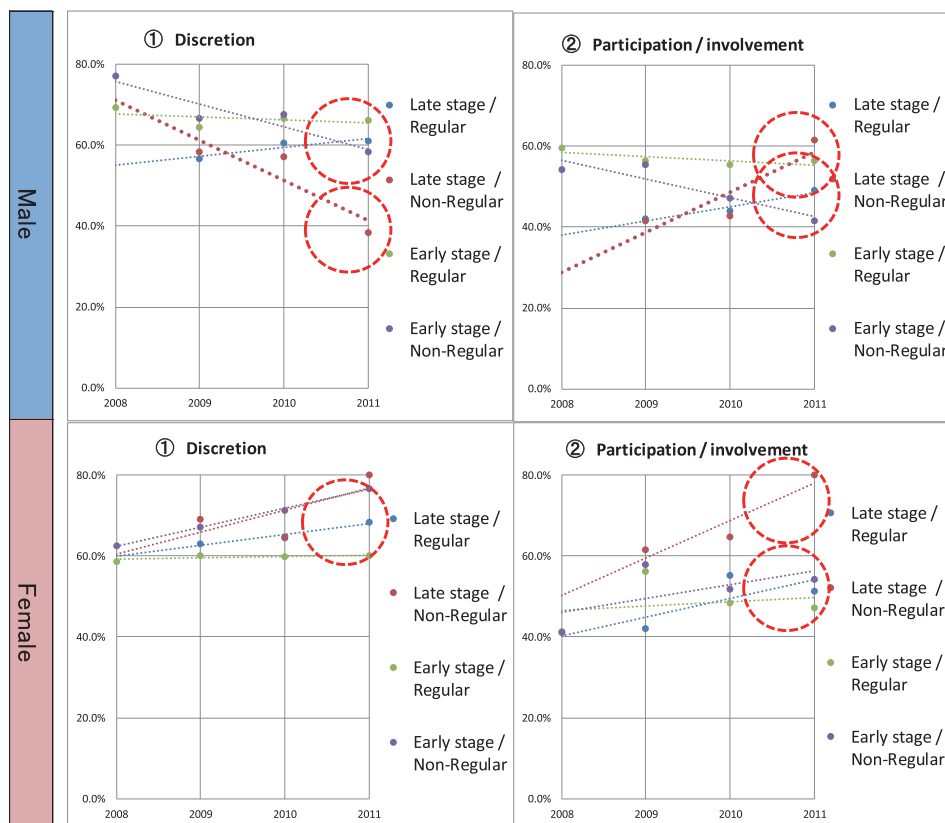 Male
① Discretion
80.0%
60.0%
40.0%
20.0%
0.0%
2008 2009 2010 2011
Late stage /
Regular
Late stage /
Non-Regular
Early stage /
Regular
Early stage /
Non-Regular
② Participation / involvement
80.0%
60.0%
40.0%
20.0%
0.0%
2008 2009 2010 2011
Late stage /
Regular
Late stage /
Non-Regular
Early stage /
Regular
Early stage /
Non-Regular
Female
① Discretion
80.0%
60.0%
40.0%
20.0%
0.0%
2008 2009 2010 2011
Late stage /
Regular
Late stage /
Non-Regular
Early stage /
Regular
Early stage /
Non-Regular
② Participation / involvement
80.0%
60.0%
40.0%
20.0%
0.0%
2008 2009 2010 2011
Late stage /
Regular
Late stage /
Non-Regular
Early stage /
Regular
Early stage /
Non-Regular